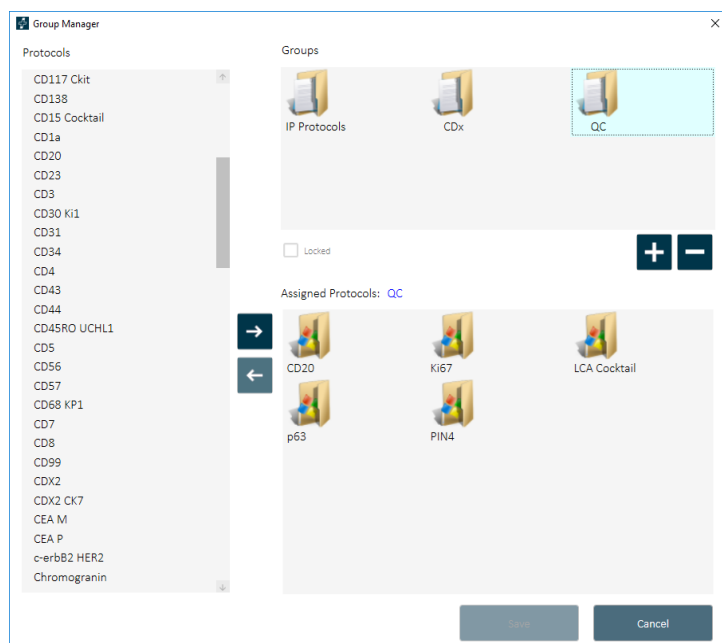 Group Manager
Protocols
CD117 Ckit
CD138
CD15 Cocktail
CD1a
CD20
CD23
CD3
CD30 Ki1
CD31
CD34
CD4
CD43
CD44
CD45RO UCHL1
CD5
CD56
CD57
CD68 KP1
CD7
CD8
CD99
CDX2
CDX2 CK7
CEA M
CEA P
c-erbB2 HER2
Chromogranin
Groups
IP Protocols
CDx
QC
Locked
Assigned Protocols: QC
CD20
Ki67
LCA Cocktail
p63
PIN4
Save
Cancel